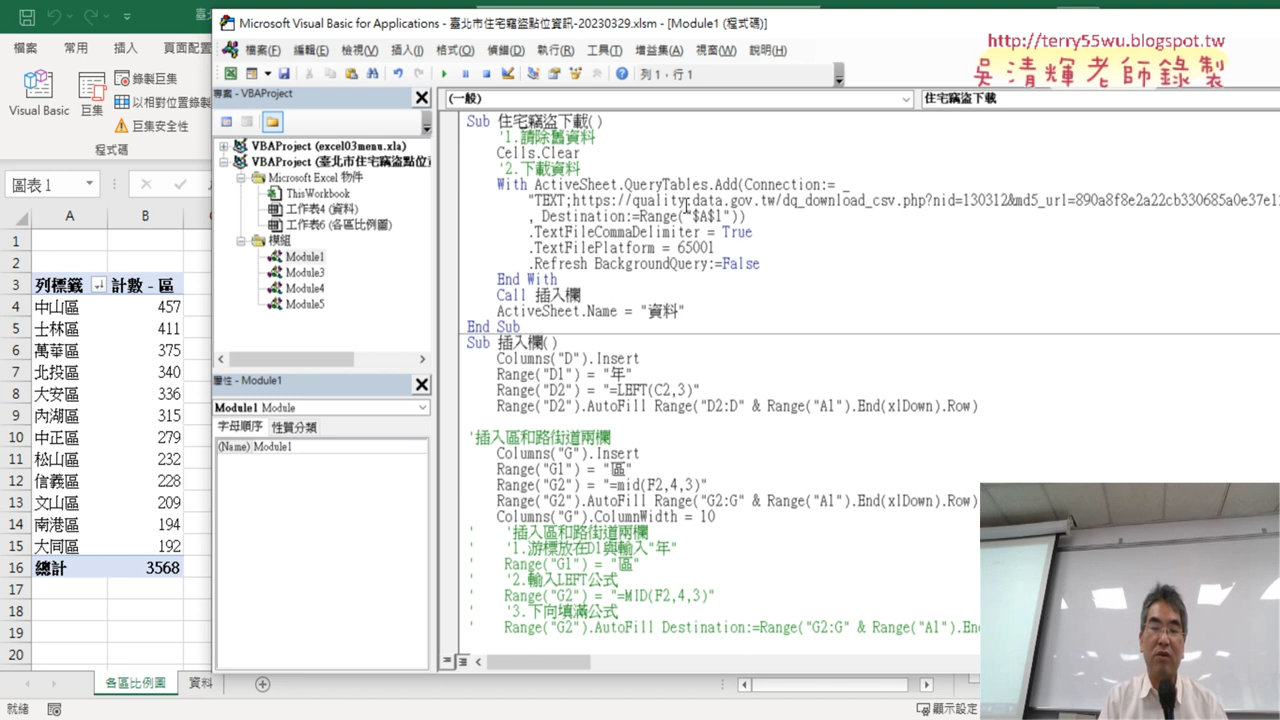 Microsoft Visual Basic for Applications - 臺北市住宅竊盜點位資訊-20230329.xlsm - [Module1 (程式碼)]
http://terry55wu.blogspot.tw
吳清輝老師錄製
檔案 常用 插入 頁面配置
檔案(F) 編輯(E) 檢視(V) 插入(I) 格式(O) 偵錯(D) 執行(R) 工具(T) 增益集(A) 視窗(W) 說明(H)
列 1，行 1
Visual Basic
巨集
錄製巨集
以相對位置錄製
巨集安全性
程式碼
圖表 1
A B
3 列標籤 計數 - 區
4 中山區 457
5 士林區 411
6 萬華區 375
7 北投區 340
8 大安區 336
9 內湖區 315
10 中正區 279
11 松山區 232
12 信義區 228
13 文山區 209
14 南港區 194
15 大同區 192
16 總計 3568
17
18
19
20
各區比例圖 資料
就緒
專案 - VBAProject
VBAProject (excel03menu.xla)
VBAProject (臺北市住宅竊盜點位
Microsoft Excel 物件
ThisWorkbook
工作表4 (資料)
工作表6 (各區比例圖)
模組
Module1
Module3
Module4
Module5
屬性 - Module1
Module1 Module
字母順序 性質分類
(Name) Module1
(一般) 住宅竊盜下載
Sub 住宅竊盜下載()
'1.請除舊資料
Cells.Clear
'2.下載資料
With ActiveSheet.QueryTables.Add(Connection:= _
"TEXT;https://quality.data.gov.tw/dq_download_csv.php?nid=130312&md5_url=890a8f8e2a22cb330685a0e37e1
, Destination:=Range("$A$1"))
.TextFileCommaDelimiter = True
.TextFilePlatform = 65001
.Refresh BackgroundQuery:=False
End With
Call 插入欄
ActiveSheet.Name = "資料"
End Sub
Sub 插入欄()
Columns("D").Insert
Range("D1") = "年"
Range("D2") = "=LEFT(C2,3)"
Range("D2").AutoFill Range("D2:D" & Range("A1").End(xlDown).Row)
'插入區和路街道兩欄
Columns("G").Insert
Range("G1") = "區"
Range("G2") = "=mid(F2,4,3)"
Range("G2").AutoFill Range("G2:G" & Range("A1").End(xlDown).Row)
Columns("G").ColumnWidth = 10
' '插入區和路街道兩欄
' '1.游標放在D1與輸入"年"
' Range("G1") = "區"
' '2.輸入LEFT公式
' Range("G2") = "=MID(F2,4,3)"
' '3.下向填滿公式
' Range("G2").AutoFill Destination:=Range("G2:G" & Range("A1").En
顯示設定